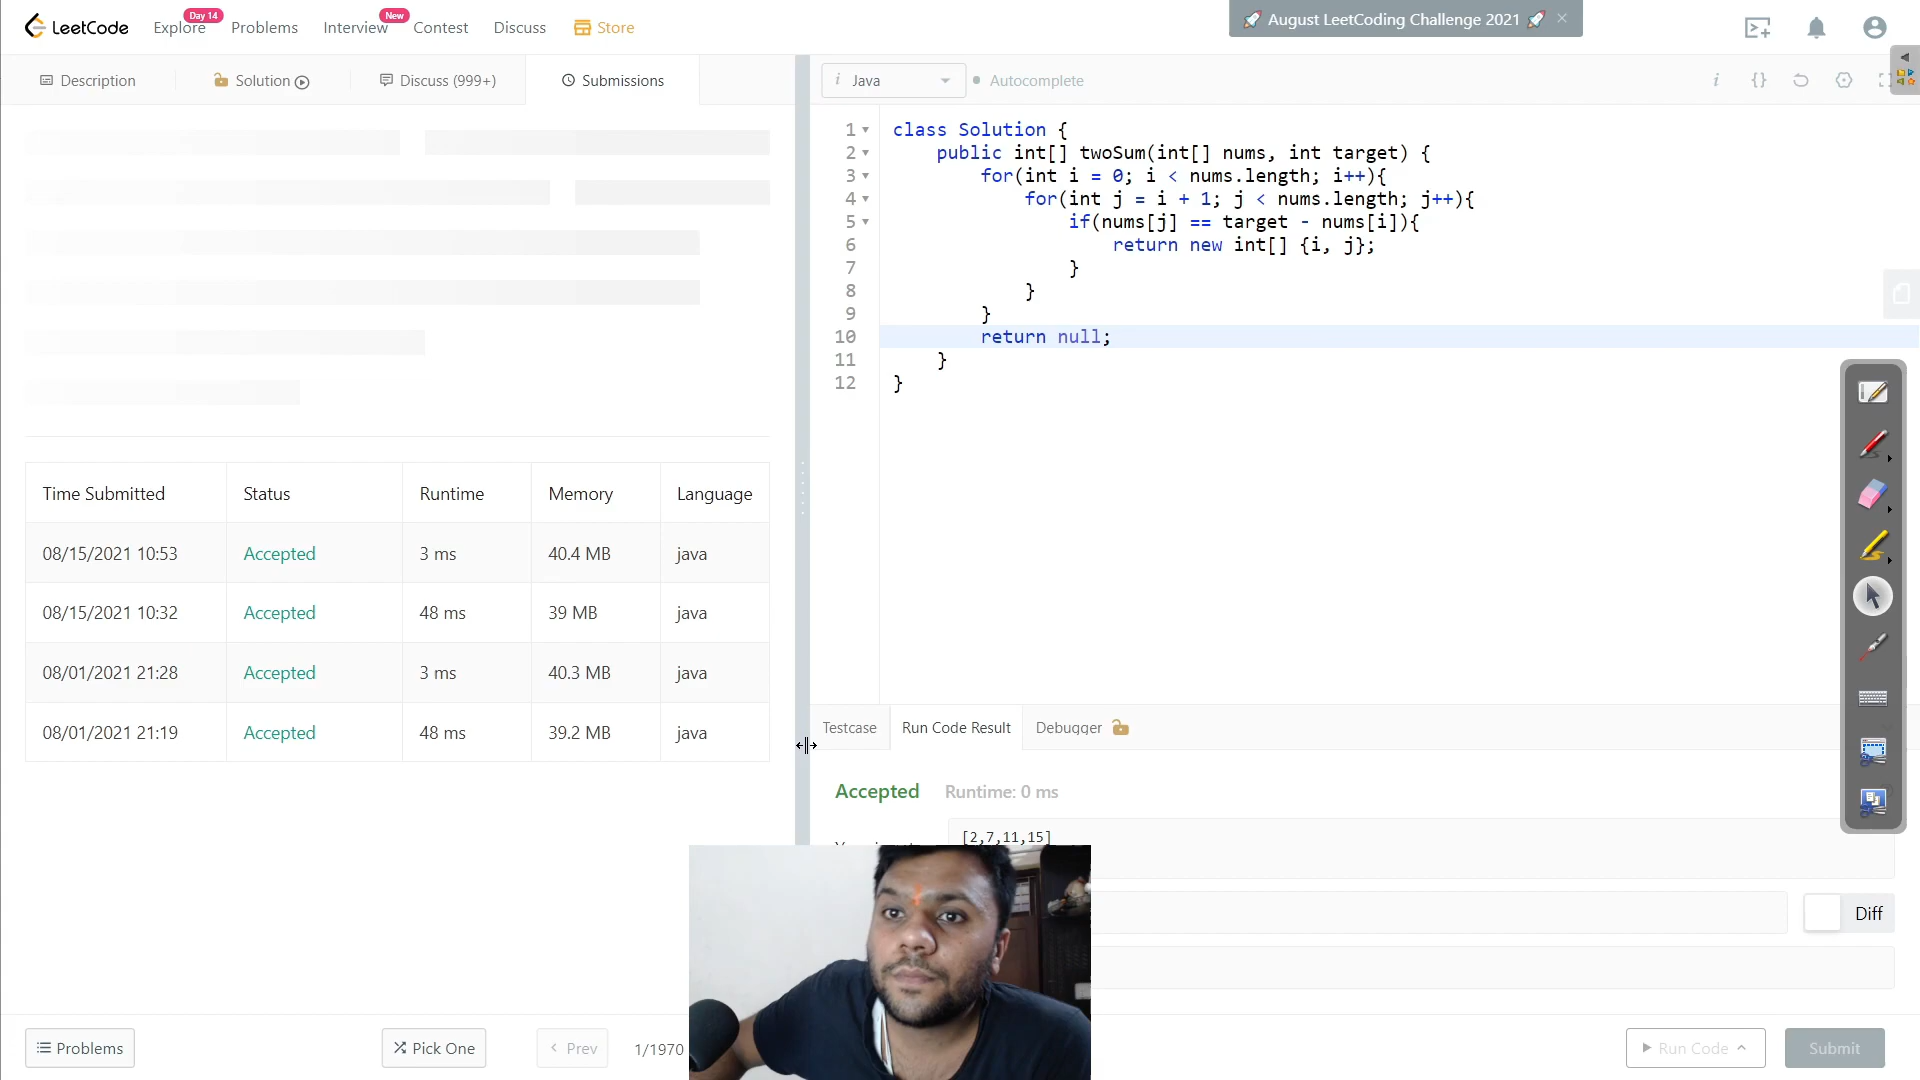 LeetCode
Explore
Day 14
Problems
Interview
New
Contest
Discuss
Store
🚀 August LeetCoding Challenge 2021 🚀 ×
Description
Solution
Discuss (999+)
Submissions
i Java
Autocomplete
1 class Solution {
2 public int[] twoSum(int[] nums, int target) {
3 for(int i = 0; i < nums.length; i++){
4 for(int j = i + 1; j < nums.length; j++){
5 if(nums[j] == target - nums[i]){
6 return new int[] {i, j};
7 }
8 }
9 }
10 return null;
11 }
12 }
Time Submitted Status Runtime Memory Language
08/15/2021 10:53 Accepted 3 ms 40.4 MB java
08/15/2021 10:32 Accepted 48 ms 39 MB java
08/01/2021 21:28 Accepted 3 ms 40.3 MB java
08/01/2021 21:19 Accepted 48 ms 39.2 MB java
Testcase
Run Code Result
Debugger
Accepted Runtime: 0 ms
[2,7,11,15]
Diff
Problems
Pick One
Prev
1/1970
Run Code
Submit